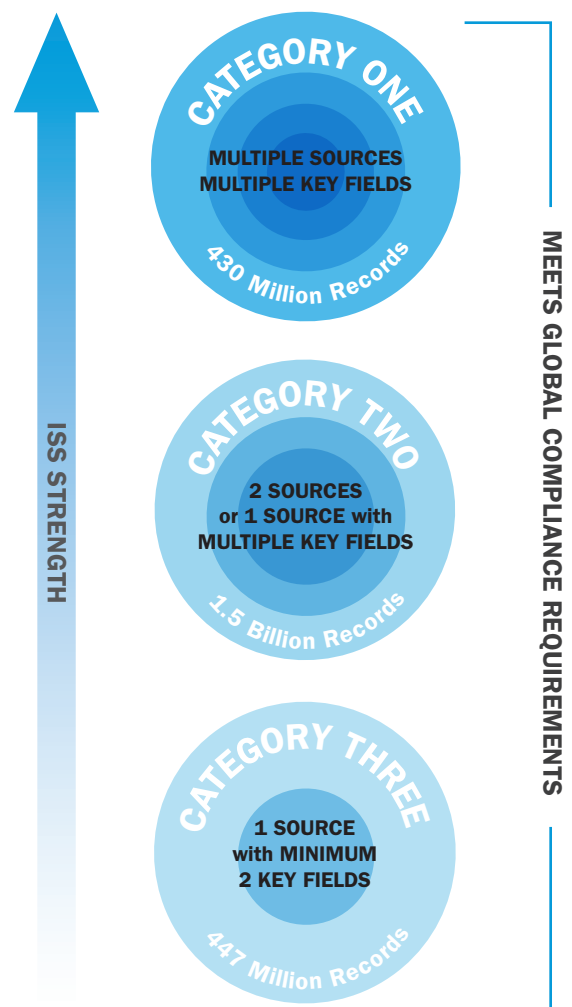 CATEGORY ONE
MULTIPLE SOURCES
MULTIPLE KEY FIELDS
430 Million Records
CATEGORY TWO
2 SOURCES
or 1 SOURCE with
MULTIPLE KEY FIELDS
1.5 Billion Records
CATEGORY THREE
1 SOURCE
with MINIMUM
2 KEY FIELDS
447 Million Records
ISS STRENGTH
MEETS GLOBAL COMPLIANCE REQUIREMENTS